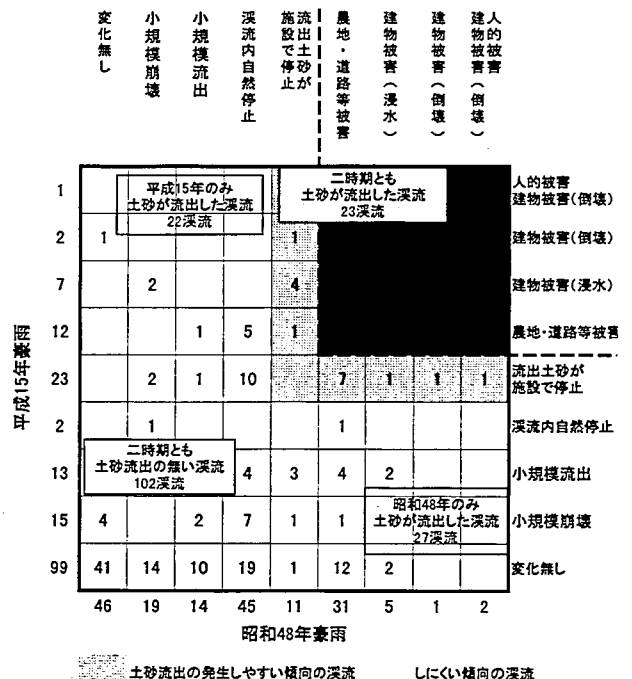 変化無し
小規模崩壊
小規模流出
渓流内自然停止
流出土砂が
施設で停止
農地・道路等被害
建物被害(浸水)
建物被害(倒壊)
人的被害
建物被害(倒壊)
平成15年豪雨
平成15年のみ
土砂が流出した渓流
22渓流
二時期とも
土砂が流出した渓流
23渓流
1 人的被害
建物被害(倒壊)
2 1 1 建物被害(倒壊)
7 2 4 建物被害(浸水)
12 1 5 1 農地・道路等被害
23 2 1 10 7 1 1 1 流出土砂が
施設で停止
2 1 1 渓流内自然停止
二時期とも
土砂流出の無い渓流
102渓流
13 4 3 4 2 小規模流出
昭和48年のみ
土砂が流出した渓流
27渓流
15 4 2 7 1 1 小規模崩壊
99 41 14 10 19 1 12 2 変化無し
46 19 14 45 11 31 5 1 2
昭和48年豪雨
土砂流出の発生しやすい傾向の渓流 しにくい傾向の渓流